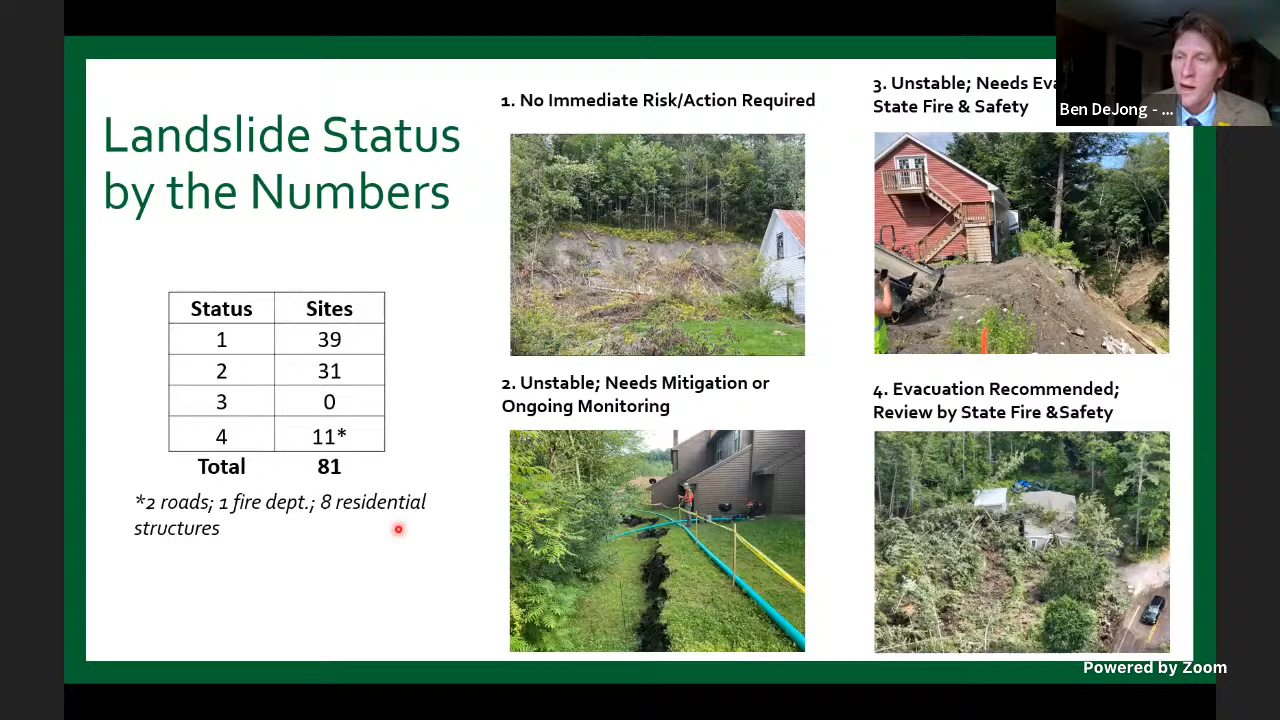 Landslide Status
by the Numbers
Status Sites
1 39
2 31
3 0
4 11*
Total 81
*2 roads; 1 fire dept.; 8 residential
structures
1. No Immediate Risk/Action Required
2. Unstable; Needs Mitigation or
Ongoing Monitoring
3. Unstable; Needs
State Fire & Safety
4. Evacuation Recommended;
Review by State Fire &Safety
Ben DeJong - ...
Powered by Zoom